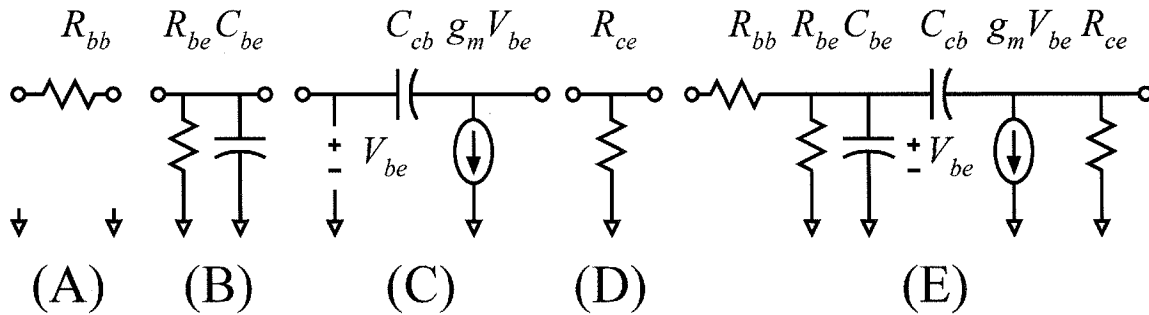 R_bb R_be C_be C_cb g_m V_be R_ce R_bb R_be C_be C_cb g_m V_be R_ce
+ - V_be + - V_be
(A) (B) (C) (D) (E)